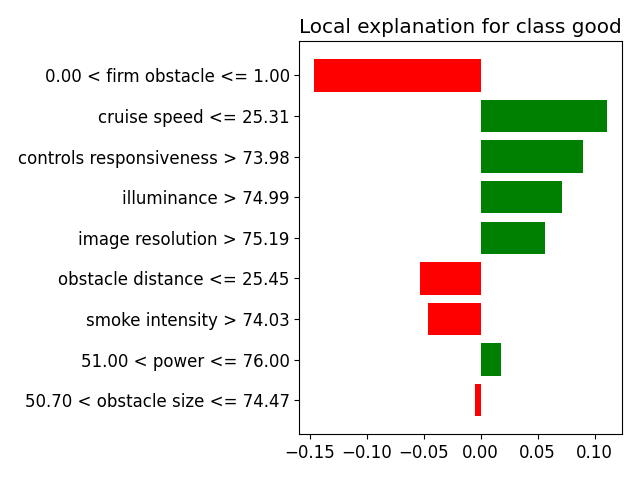 Local explanation for class good
0.00 < firm obstacle <= 1.00
cruise speed <= 25.31
controls responsiveness > 73.98
illuminance > 74.99
image resolution > 75.19
obstacle distance <= 25.45
smoke intensity > 74.03
51.00 < power <= 76.00
50.70 < obstacle size <= 74.47
−0.15 −0.10 −0.05 0.00 0.05 0.10